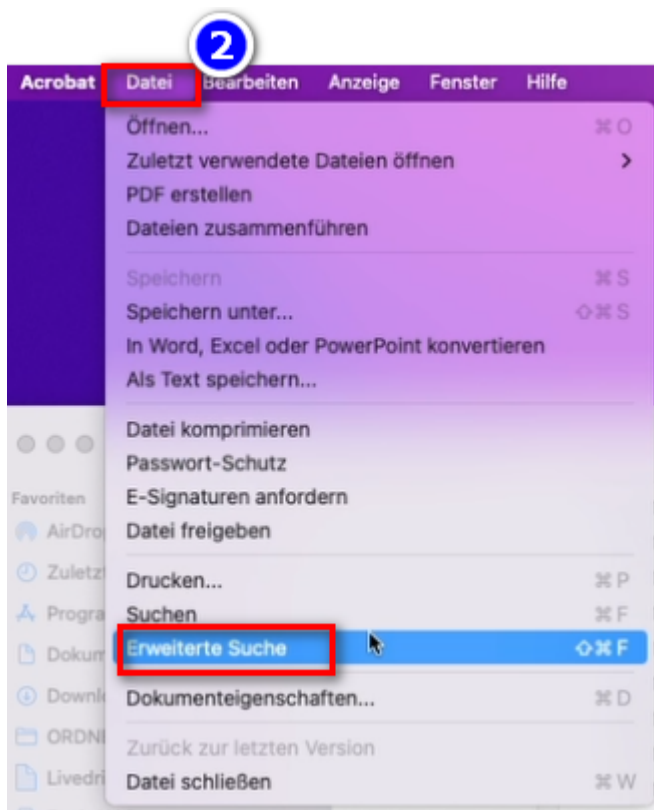 2
Acrobat Datei Bearbeiten Anzeige Fenster Hilfe
Öffnen... ⌘ O
Zuletzt verwendete Dateien öffnen >
PDF erstellen
Dateien zusammenführen
Speichern ⌘ S
Speichern unter... ⇧⌘ S
In Word, Excel oder PowerPoint konvertieren
Als Text speichern...
Datei komprimieren
Passwort-Schutz
Favoriten
E-Signaturen anfordern
AirDro
Datei freigeben
Zuletzt
Drucken... ⌘ P
Progra
Suchen ⌘ F
Dokum
Erweiterte Suche ⇧⌘ F
Downl
Dokumenteigenschaften... ⌘ D
ORDN
Zurück zur letzten Version
Livedri
Datei schließen ⌘ W